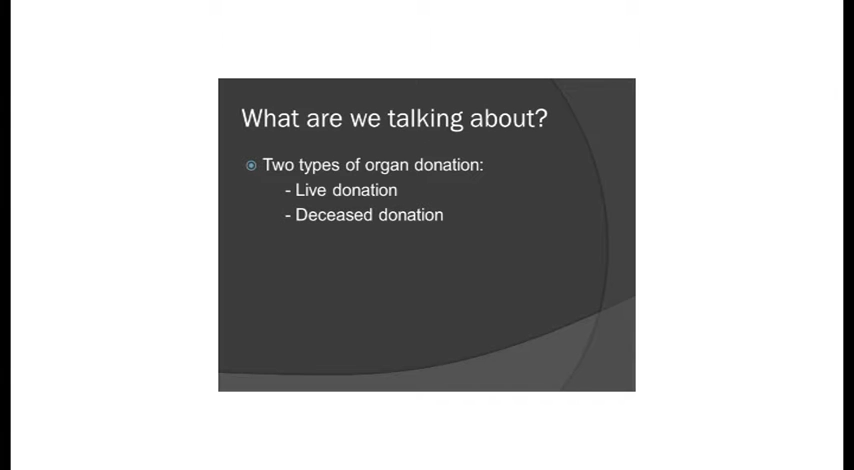 What are we talking about?
Two types of organ donation:
- Live donation
- Deceased donation